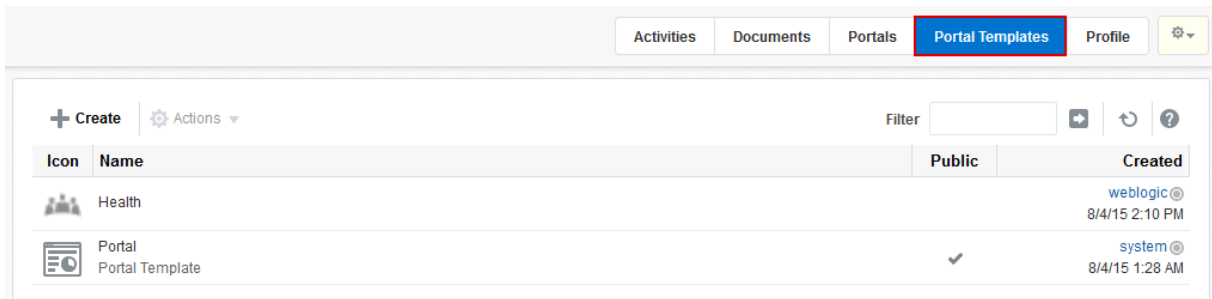 Activities Documents Portals Portal Templates Profile
Create Actions Filter
Icon Name Public Created
Health weblogic
8/4/15 2:10 PM
Portal system
Portal Template 8/4/15 1:28 AM